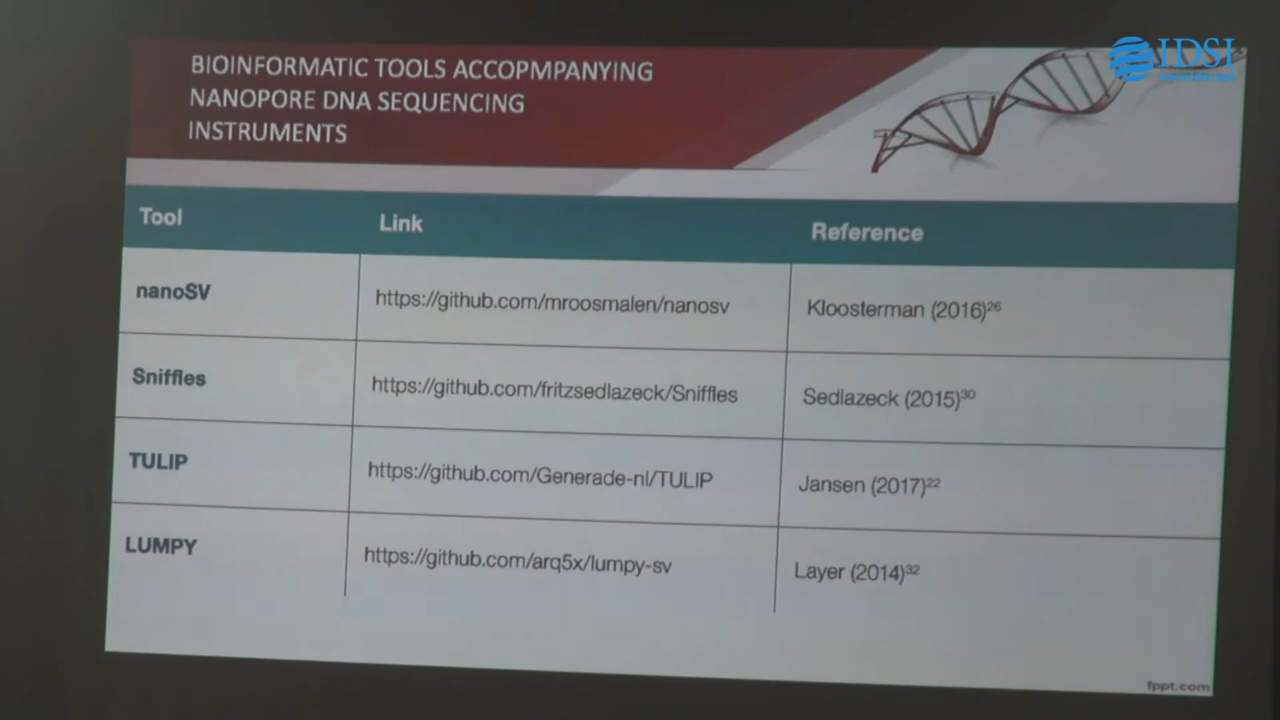 IDSI
BIOINFORMATIC TOOLS ACCOPMPANYING
NANOPORE DNA SEQUENCING
INSTRUMENTS
Tool Link Reference
nanoSV https://github.com/mroosmalen/nanosv Kloosterman (2016)26
Sniffles https://github.com/fritzsedlazeck/Sniffles Sedlazeck (2015)30
TULIP https://github.com/Generade-nl/TULIP Jansen (2017)22
LUMPY https://github.com/arq5x/lumpy-sv Layer (2014)32
fppt.com